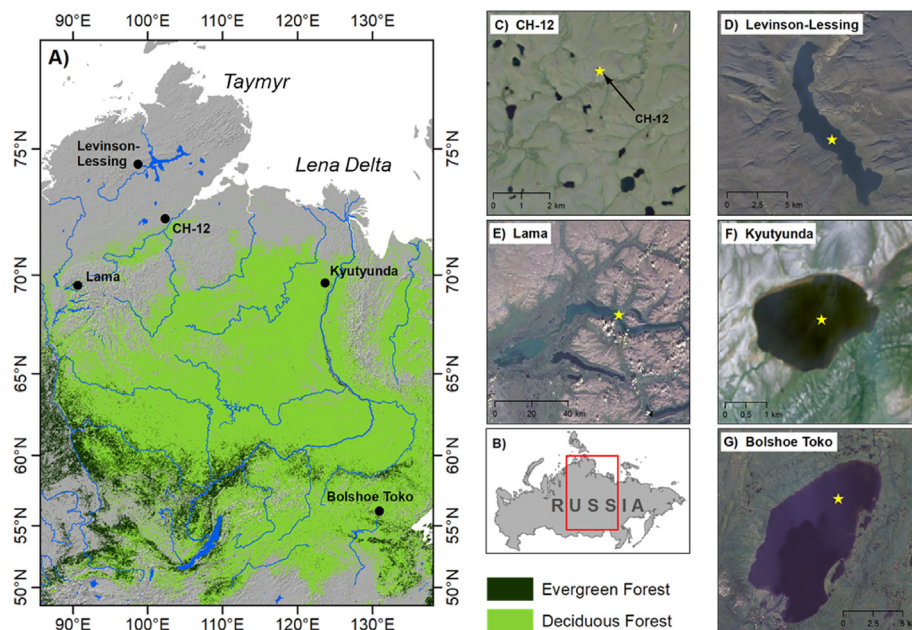 90°E 100°E 110°E 120°E 130°E
A)
Taymyr
Levinson-
Lessing
Lena Delta
CH-12
Lama
Kyutyunda
Bolshoe Toko
75°N
70°N
65°N
60°N
55°N
50°N
75°N
70°N
65°N
60°N
55°N
50°N
90°E 100°E 110°E 120°E 130°E
C) CH-12
CH-12
0 1 2 km
D) Levinson-Lessing
0 2.5 5 km
E) Lama
0 20 40 km
F) Kyutyunda
0 0.5 1 km
B)
RUSSIA
G) Bolshoe Toko
0 2.5 5 k
Evergreen Forest
Deciduous Forest